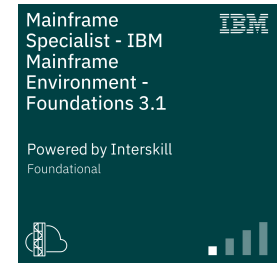 Mainframe
Specialist - IBM
Mainframe
Environment -
Foundations 3.1
IBM
Powered by Interskill
Foundational